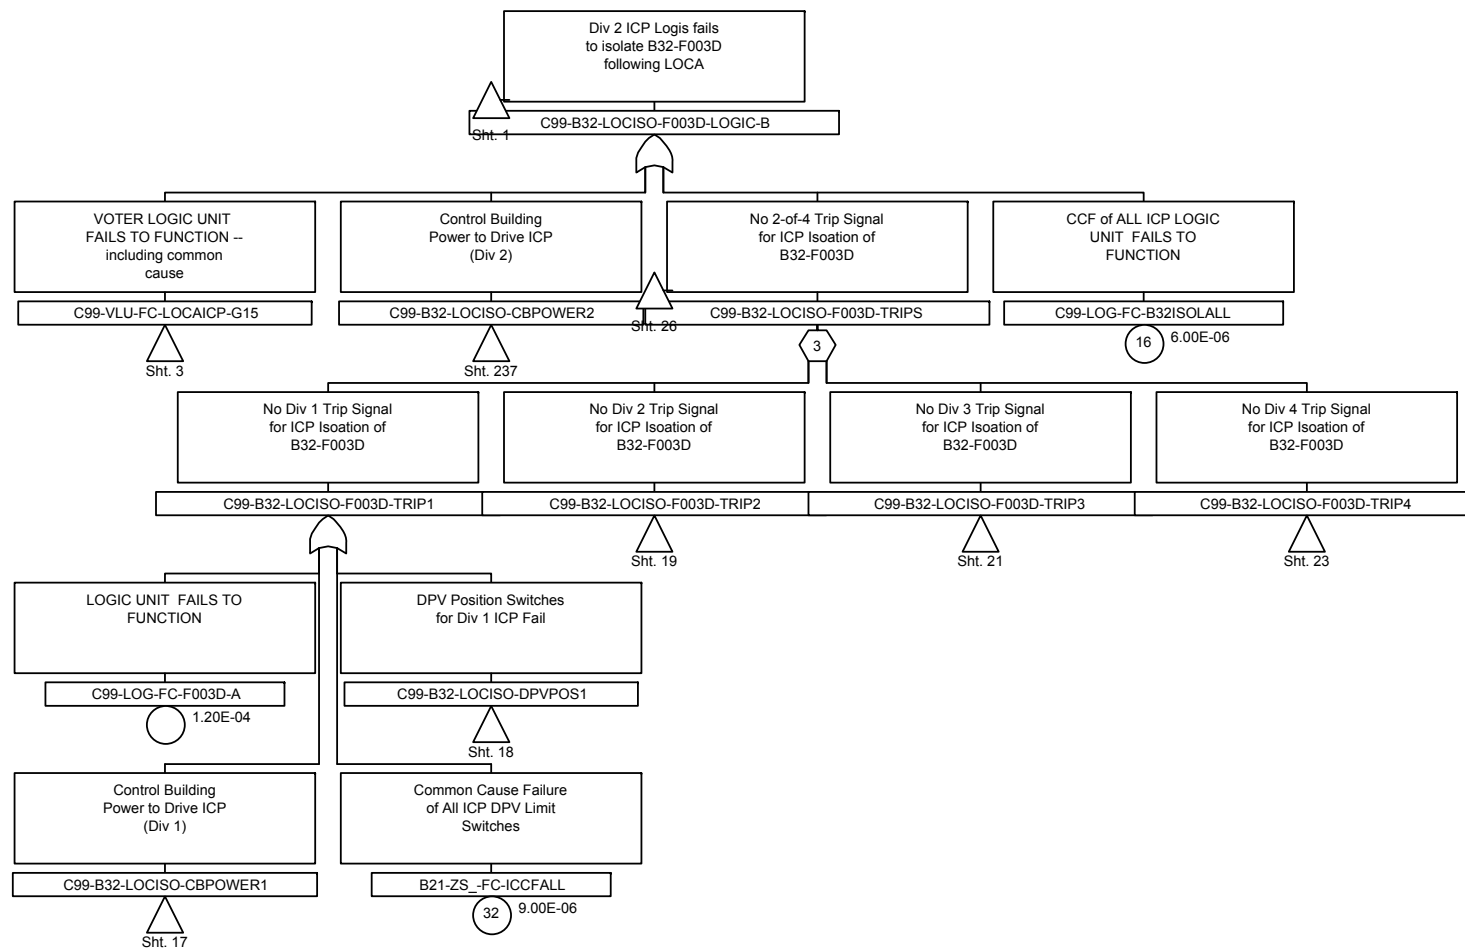 Div 2 ICP Logis fails
to isolate B32-F003D
following LOCA
C99-B32-LOCISO-F003D-LOGIC-B
Sht. 1
VOTER LOGIC UNIT
FAILS TO FUNCTION --
including common
cause
C99-VLU-FC-LOCAICP-G15
Sht. 3
Control Building
Power to Drive ICP
(Div 2)
C99-B32-LOCISO-CBPOWER2
Sht. 237
No 2-of-4 Trip Signal
for ICP Isoation of
B32-F003D
C99-B32-LOCISO-F003D-TRIPS
Sht. 26
3
CCF of ALL ICP LOGIC
UNIT FAILS TO
FUNCTION
C99-LOG-FC-B32ISOLALL
16
6.00E-06
No Div 1 Trip Signal
for ICP Isoation of
B32-F003D
C99-B32-LOCISO-F003D-TRIP1
No Div 2 Trip Signal
for ICP Isoation of
B32-F003D
C99-B32-LOCISO-F003D-TRIP2
Sht. 19
No Div 3 Trip Signal
for ICP Isoation of
B32-F003D
C99-B32-LOCISO-F003D-TRIP3
Sht. 21
No Div 4 Trip Signal
for ICP Isoation of
B32-F003D
C99-B32-LOCISO-F003D-TRIP4
Sht. 23
LOGIC UNIT FAILS TO
FUNCTION
C99-LOG-FC-F003D-A
1.20E-04
DPV Position Switches
for Div 1 ICP Fail
C99-B32-LOCISO-DPVPOS1
Sht. 18
Control Building
Power to Drive ICP
(Div 1)
C99-B32-LOCISO-CBPOWER1
Sht. 17
Common Cause Failure
of All ICP DPV Limit
Switches
B21-ZS_-FC-ICCFALL
32
9.00E-06